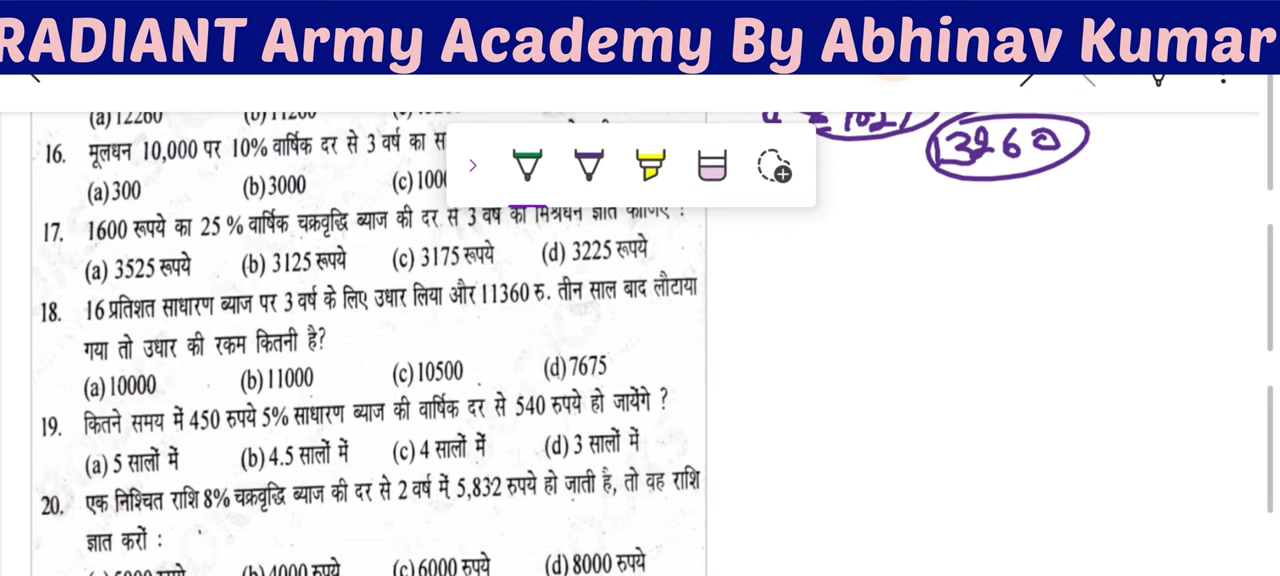 RADIANT Army Academy By Abhinav Kumar
(a) 12260
13260
16. मूलधन 10,000 पर 10% वार्षिक दर से 3 वर्ष का
(a) 300 (b) 3000 (c)
17. 1600 रूपये का 25 % वार्षिक चक्रवृद्धि ब्याज की दर से 3 वर्ष का मिश्रधन ज्ञात कीजिए :
(a) 3525 रूपये (b) 3125 रूपये (c) 3175 रूपये (d) 3225 रूपये
18. 16 प्रतिशत साधारण ब्याज पर 3 वर्ष के लिए उधार लिया और 11360 रु. तीन साल बाद लौटाया
गया तो उधार की रकम कितनी है?
(a) 10000 (b) 11000 (c) 10500 (d) 7675
19. कितने समय में 450 रुपये 5% साधारण ब्याज की वार्षिक दर से 540 रुपये हो जायेंगे ?
(a) 5 सालों में (b) 4.5 सालों में (c) 4 सालों में (d) 3 सालों में
20. एक निश्चित राशि 8% चक्रवृद्धि ब्याज की दर से 2 वर्ष में 5,832 रुपये हो जाती है, तो वह राशि
ज्ञात करों :
(b) 4000 रुपये (c) 6000 रुपये (d) 8000 रुपये